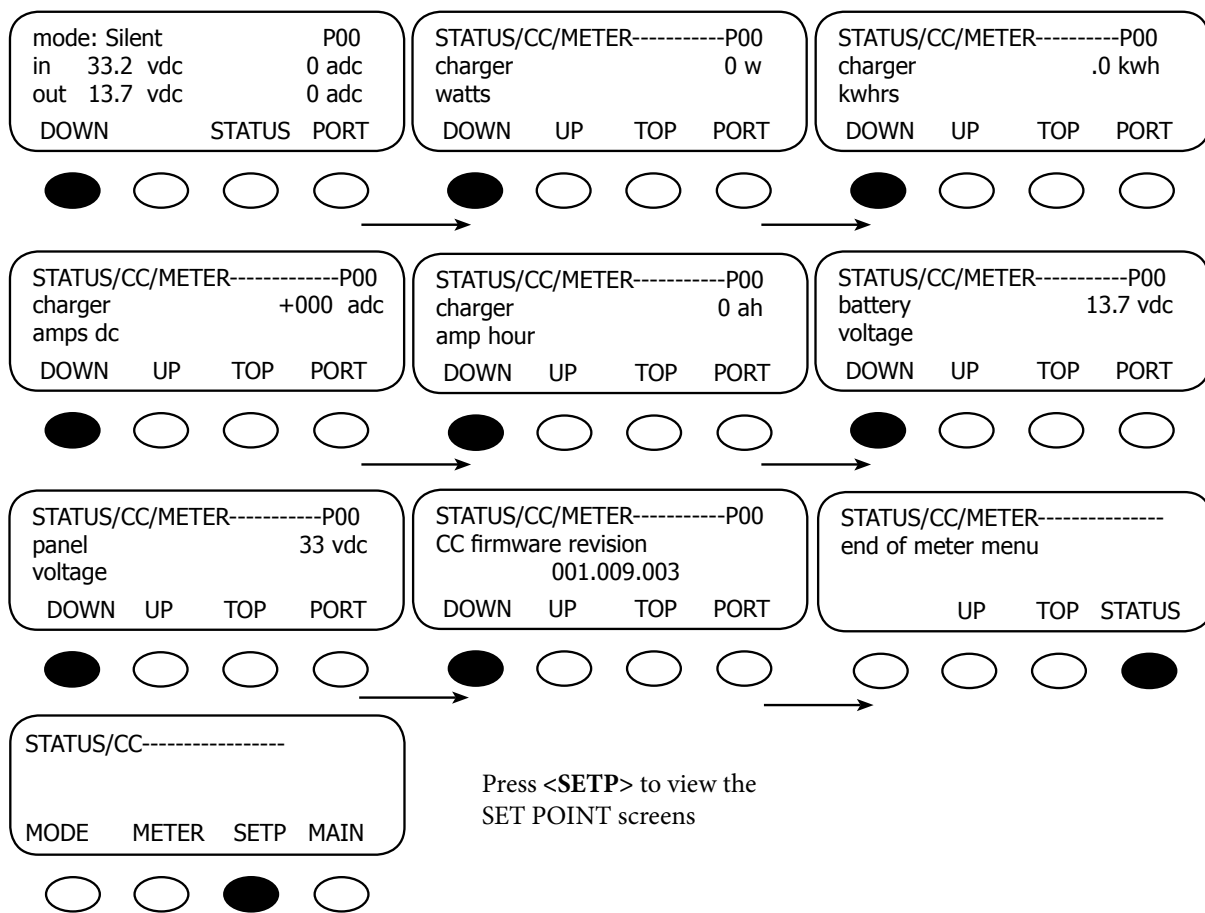 mode: Silent P00
in 33.2 vdc 0 adc
out 13.7 vdc 0 adc
DOWN STATUS PORT
STATUS/CC/METER-----------P00
charger 0 w
watts
DOWN UP TOP PORT
STATUS/CC/METER----------P00
charger .0 kwh
kwhrs
DOWN UP TOP PORT
STATUS/CC/METER-------------P00
charger +000 adc
amps dc
DOWN UP TOP PORT
STATUS/CC/METER-----------P00
charger 0 ah
amp hour
DOWN UP TOP PORT
STATUS/CC/METER-----------P00
battery 13.7 vdc
voltage
DOWN UP TOP PORT
STATUS/CC/METER-----------P00
panel 33 vdc
voltage
DOWN UP TOP PORT
STATUS/CC/METER-----------P00
CC firmware revision
001.009.003
DOWN UP TOP PORT
STATUS/CC/METER---------------
end of meter menu
UP TOP STATUS
STATUS/CC-----------------
MODE METER SETP MAIN
Press <SETP> to view the
SET POINT screens